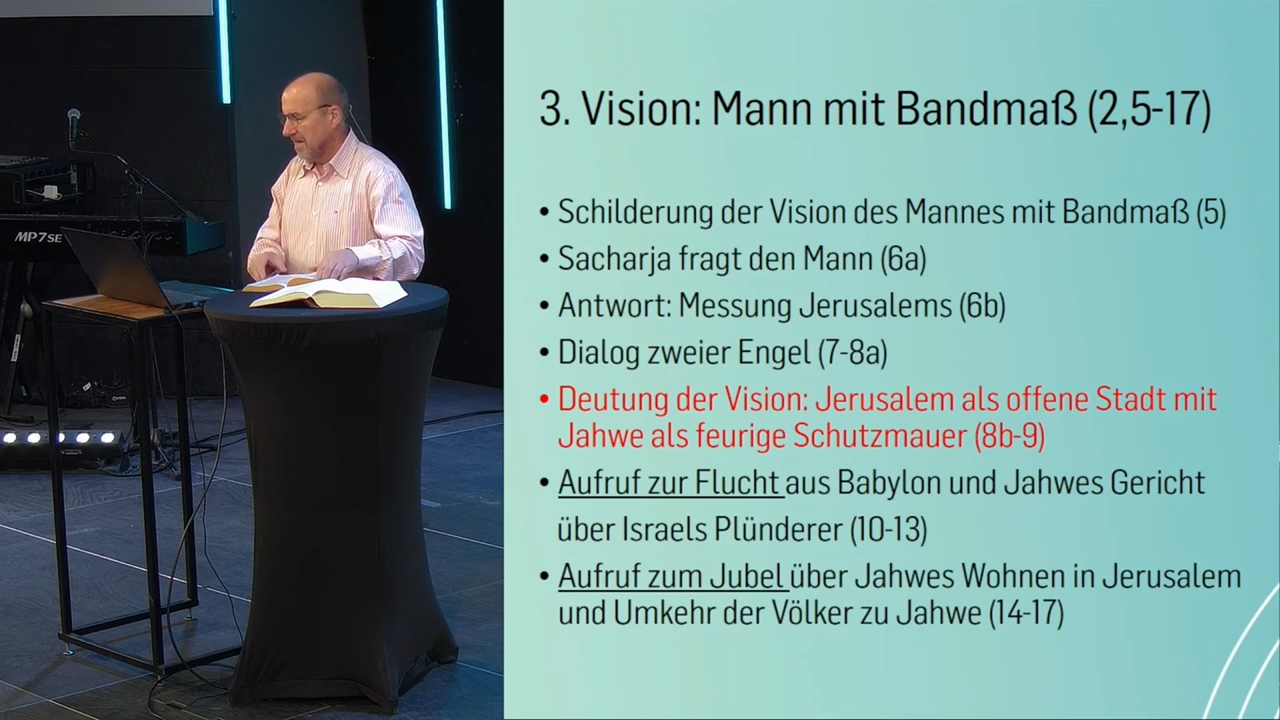 3. Vision: Mann mit Bandmaß (2,5-17)
• Schilderung der Vision des Mannes mit Bandmaß (5)
• Sacharja fragt den Mann (6a)
• Antwort: Messung Jerusalems (6b)
• Dialog zweier Engel (7-8a)
• Deutung der Vision: Jerusalem als offene Stadt mit
Jahwe als feurige Schutzmauer (8b-9)
• Aufruf zur Flucht aus Babylon und Jahwes Gericht
über Israels Plünderer (10-13)
• Aufruf zum Jubel über Jahwes Wohnen in Jerusalem
und Umkehr der Völker zu Jahwe (14-17)
MP7SE